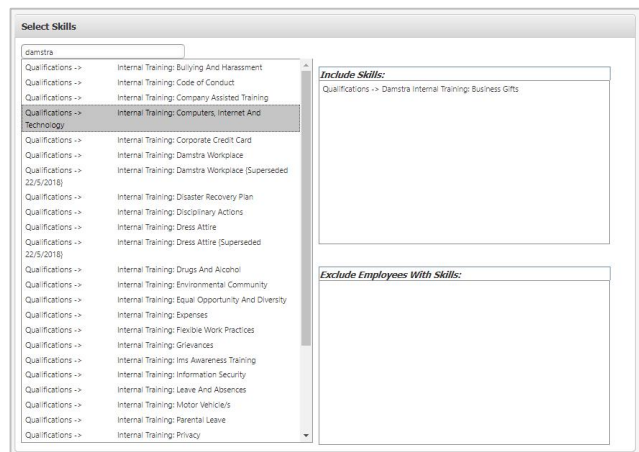 Select Skills
damstra
Qualifications -> Internal Training: Bullying And Harassment
Qualifications -> Internal Training: Code of Conduct
Qualifications -> Internal Training: Company Assisted Training
Qualifications -> Internal Training: Computers, Internet And
Technology
Qualifications -> Internal Training: Corporate Credit Card
Qualifications -> Internal Training: Damstra Workplace
Qualifications -> Internal Training: Damstra Workplace (Superseded
22/5/2018)
Qualifications -> Internal Training: Disaster Recovery Plan
Qualifications -> Internal Training: Disciplinary Actions
Qualifications -> Internal Training: Dress Attire
Qualifications -> Internal Training: Dress Attire (Superseded
22/5/2018)
Qualifications -> Internal Training: Drugs And Alcohol
Qualifications -> Internal Training: Environmental Community
Qualifications -> Internal Training: Equal Opportunity And Diversity
Qualifications -> Internal Training: Expenses
Qualifications -> Internal Training: Flexible Work Practices
Qualifications -> Internal Training: Grievances
Qualifications -> Internal Training: Ims Awareness Training
Qualifications -> Internal Training: Information Security
Qualifications -> Internal Training: Leave And Absences
Qualifications -> Internal Training: Motor Vehicle/s
Qualifications -> Internal Training: Parental Leave
Qualifications -> Internal Training: Privacy
Include Skills:
Qualifications -> Damstra Internal Training: Business Gifts
Exclude Employees With Skills: